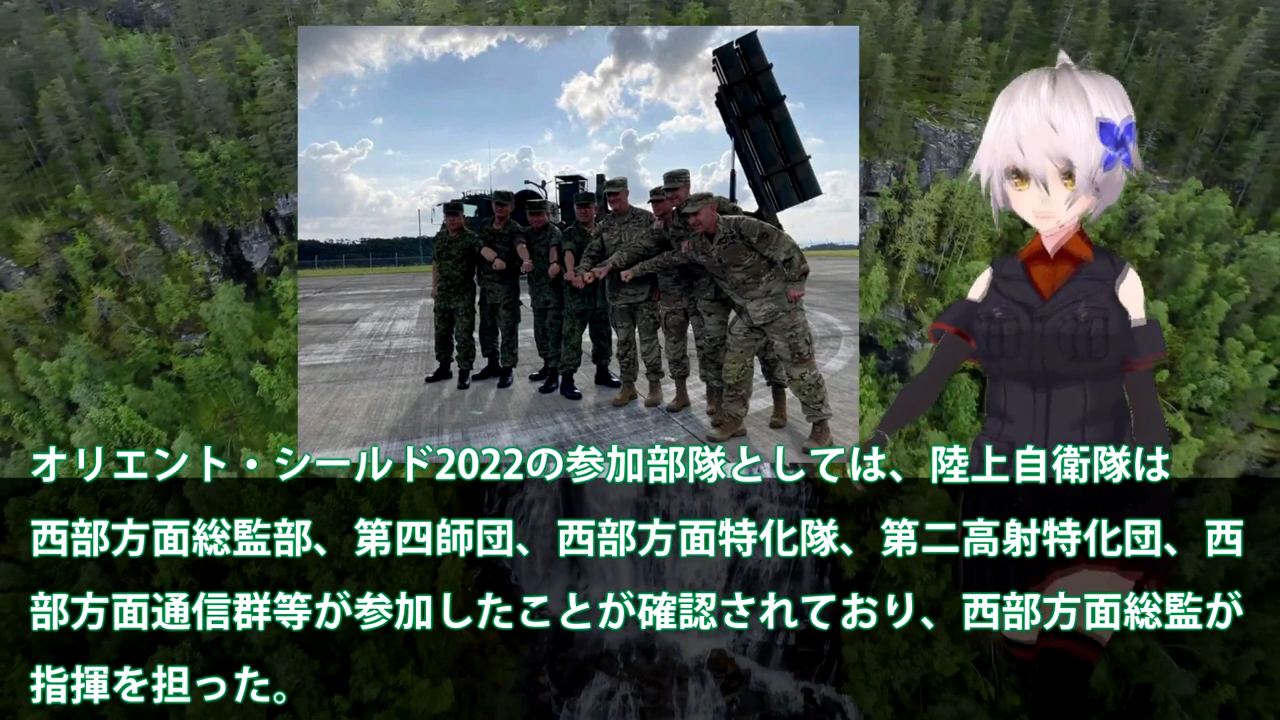 オリエント・シールド2022の参加部隊としては、陸上自衛隊は
西部方面総監部、第四師団、西部方面特化隊、第二高射特化団、西
部方面通信群等が参加したことが確認されており、西部方面総監が
指揮を担った。